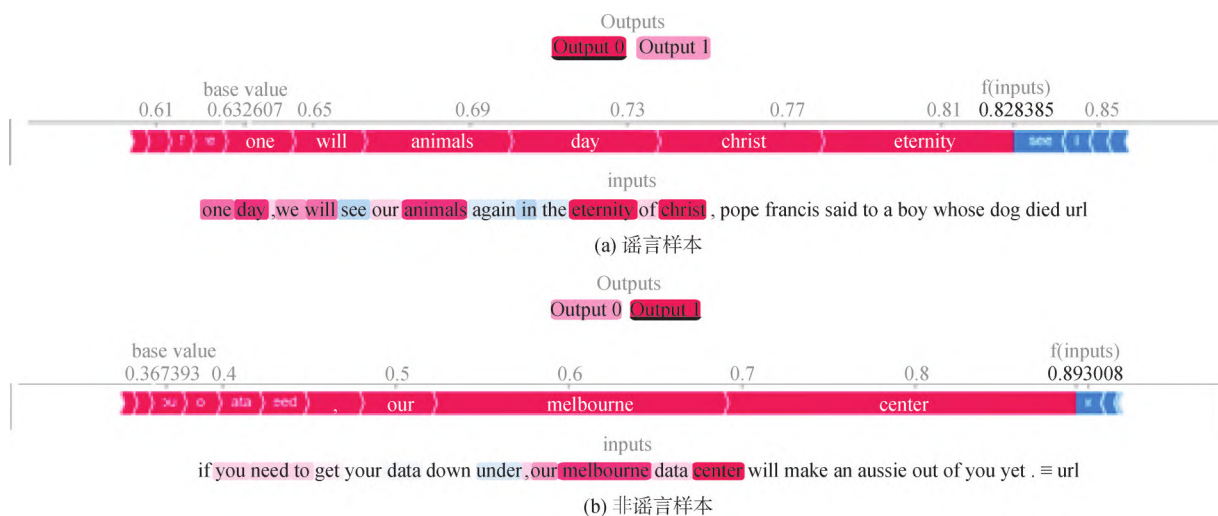 Outputs
Output 0 Output 1
base value f(inputs)
0.61 0.632607 0.65 0.69 0.73 0.77 0.81 0.828385 0.85
one will animals day christ eternity see
inputs
one day ,we will see our animals again in the eternity of christ , pope francis said to a boy whose dog died url
(a) 谣言样本
Outputs
Output 0 Output 1
base value f(inputs)
0.367393 0.4 0.5 0.6 0.7 0.8 0.893008
ata eed , our melbourne center
inputs
if you need to get your data down under ,our melbourne data center will make an aussie out of you yet . ≡ url
(b) 非谣言样本